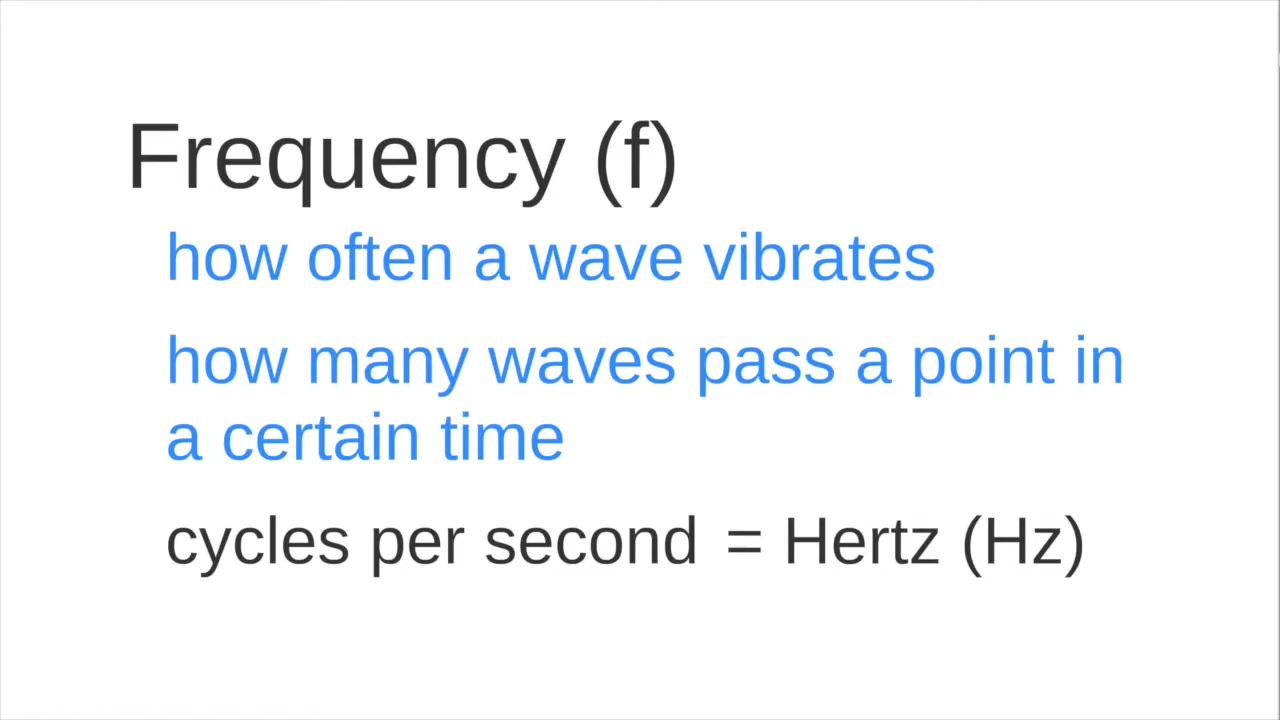 Frequency (f)
how often a wave vibrates
how many waves pass a point in
a certain time
cycles per second = Hertz (Hz)